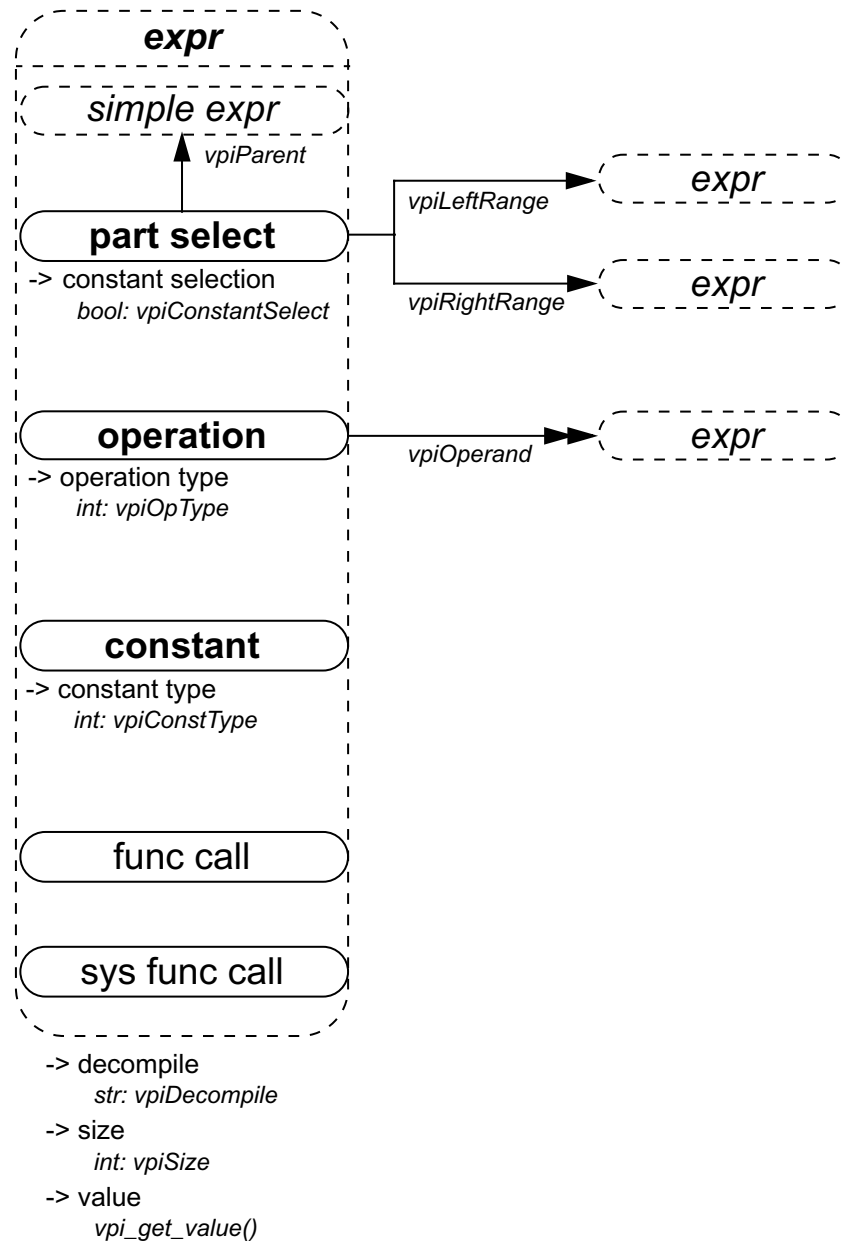 expr
simple expr
vpiParent
part select
vpiLeftRange
expr
-> constant selection
bool: vpiConstantSelect
vpiRightRange
expr
operation
vpiOperand
expr
-> operation type
int: vpiOpType
constant
-> constant type
int: vpiConstType
func call
sys func call
-> decompile
str: vpiDecompile
-> size
int: vpiSize
-> value
vpi_get_value()